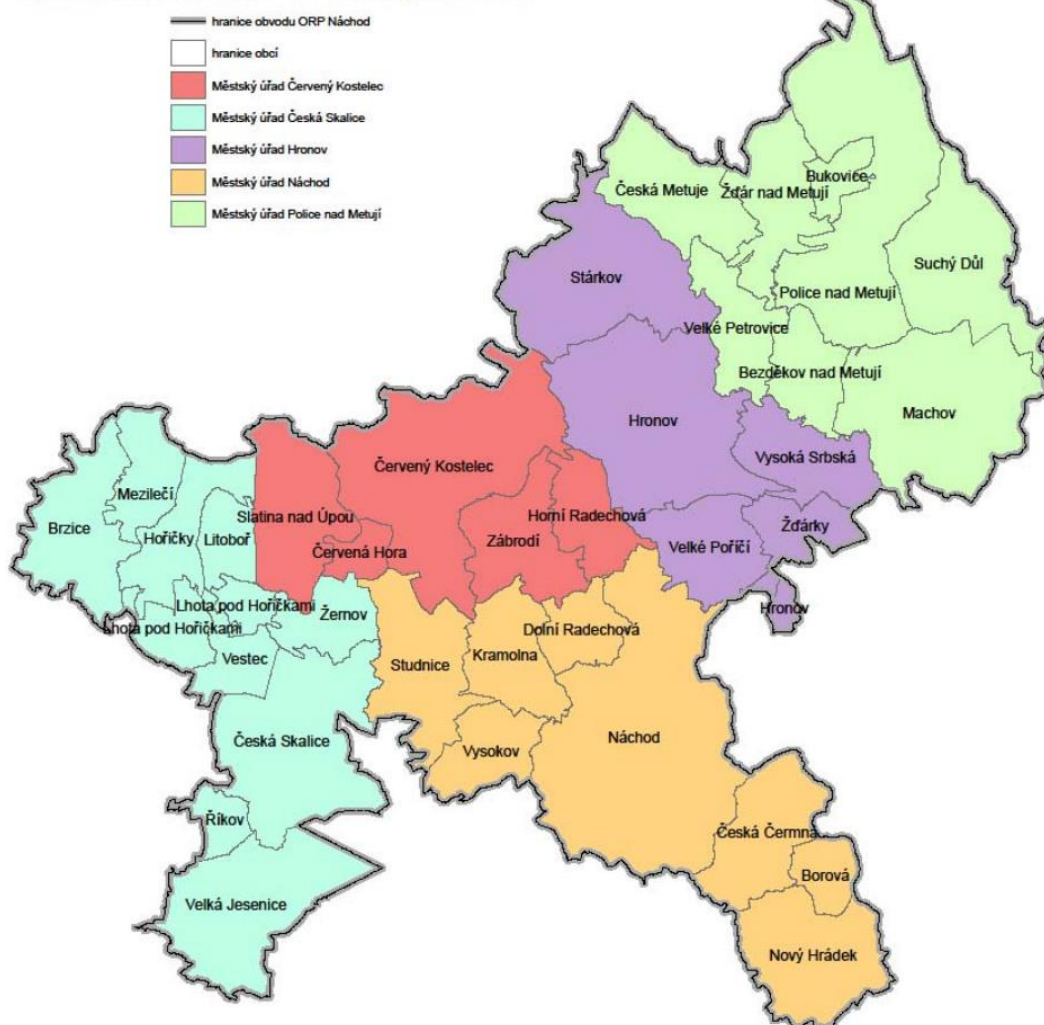 hranice obvodu ORP Náchod
hranice obcí
Městský úřad Červený Kostelec
Městský úřad Česká Skalice
Městský úřad Hronov
Městský úřad Náchod
Městský úřad Police nad Metují
Bukovice
Česká Metuje
Žďár nad Metují
Suchý Důl
Stárkov
Police nad Metují
Velké Petrovice
Bezděkov nad Metují
Machov
Hronov
Vysoká Srbská
Červený Kostelec
Mezilečí
Slatina nad Úpou
Horní Radechová
Brzice
Hořičky
Litoboř
Zábrodí
Žďárky
Velké Poříčí
Červená Hora
Lhota pod Hořičkami
Žernov
Hronov
Lhota pod Hořičkami
Dolní Radechová
Vestec
Studnice
Kramolna
Česká Skalice
Vysokov
Náchod
Říkov
Česká Čermná
Borová
Velká Jesenice
Nový Hrádek